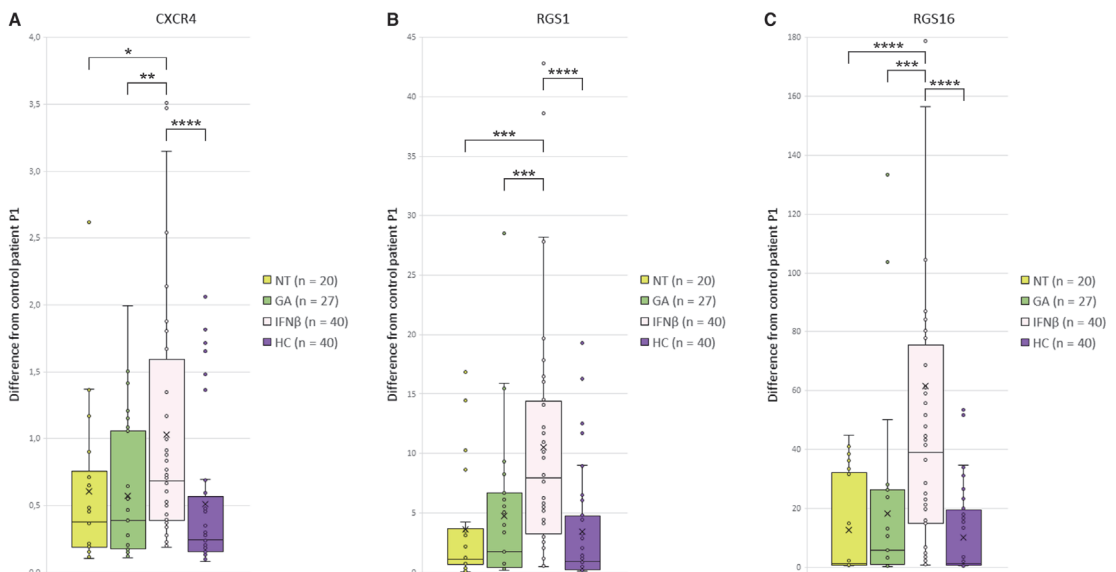 A
CXCR4
Difference from control patient P1
4,0
3,5
3,0
2,5
2,0
1,5
1,0
0,5
0,0
*
**
****
NT (n = 20)
GA (n = 27)
IFNβ (n = 40)
HC (n = 40)
B
RGS1
Difference from control patient P1
45
40
35
30
25
20
15
10
5
0
****
***
***
NT (n = 20)
GA (n = 27)
IFNβ (n = 40)
HC (n = 40)
C
RGS16
Difference from control patient P1
180
160
140
120
100
80
60
40
20
0
****
***
****
NT (n = 20)
GA (n = 27)
IFNβ (n = 40)
HC (n = 40)